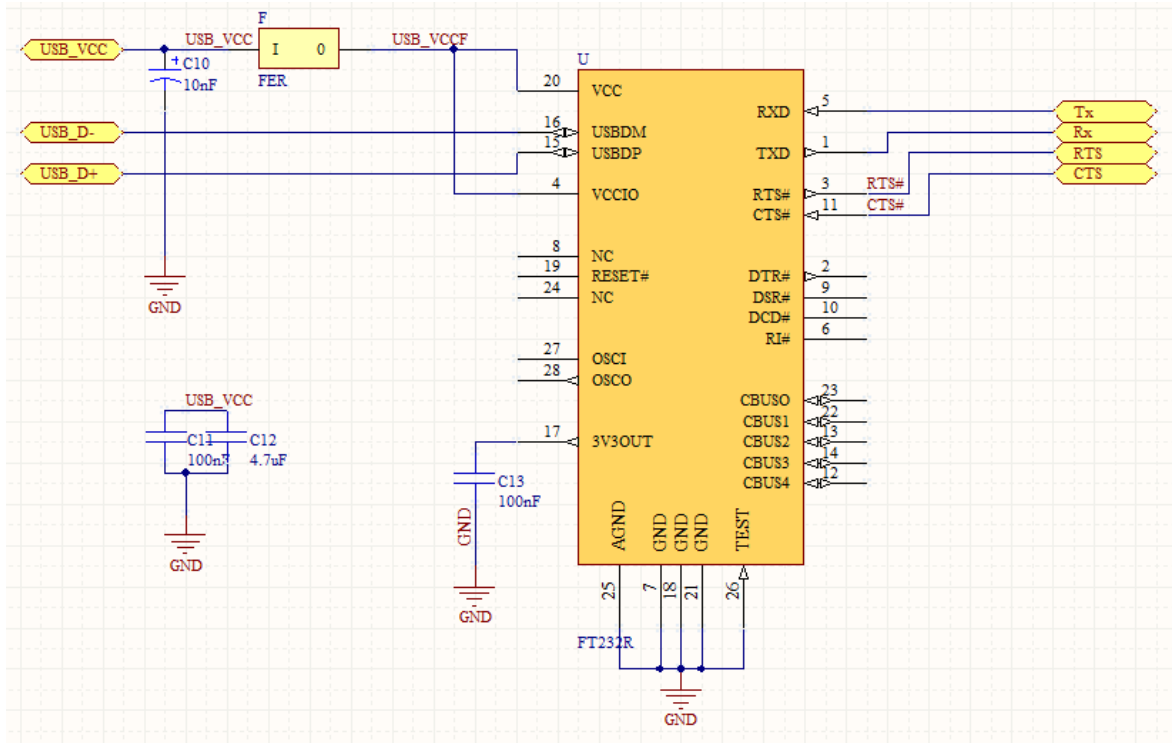 F
USB_VCC
USB_VCC
I
O
USB_VCCF
C10
10nF
FER
U
20
VCC
RXD
5
Tx
USB_D-
16
USBDM
TXD
1
Rx
15
USBDP
RTS
USB_D+
4
VCCIO
RTS#
3
RTS#
CTS
CTS#
11
CTS#
8
NC
19
RESET#
DTR#
2
24
NC
DSR#
9
DCD#
10
RI#
6
GND
27
OSCI
28
OSCO
USB_VCC
CBUS0
23
CBUS1
22
C11
100nF
C12
4.7uF
17
3V3OUT
CBUS2
13
CBUS3
14
CBUS4
12
C13
100nF
GND
AGND
GND
GND
GND
TEST
GND
25
7
18
21
26
GND
FT232R
GND